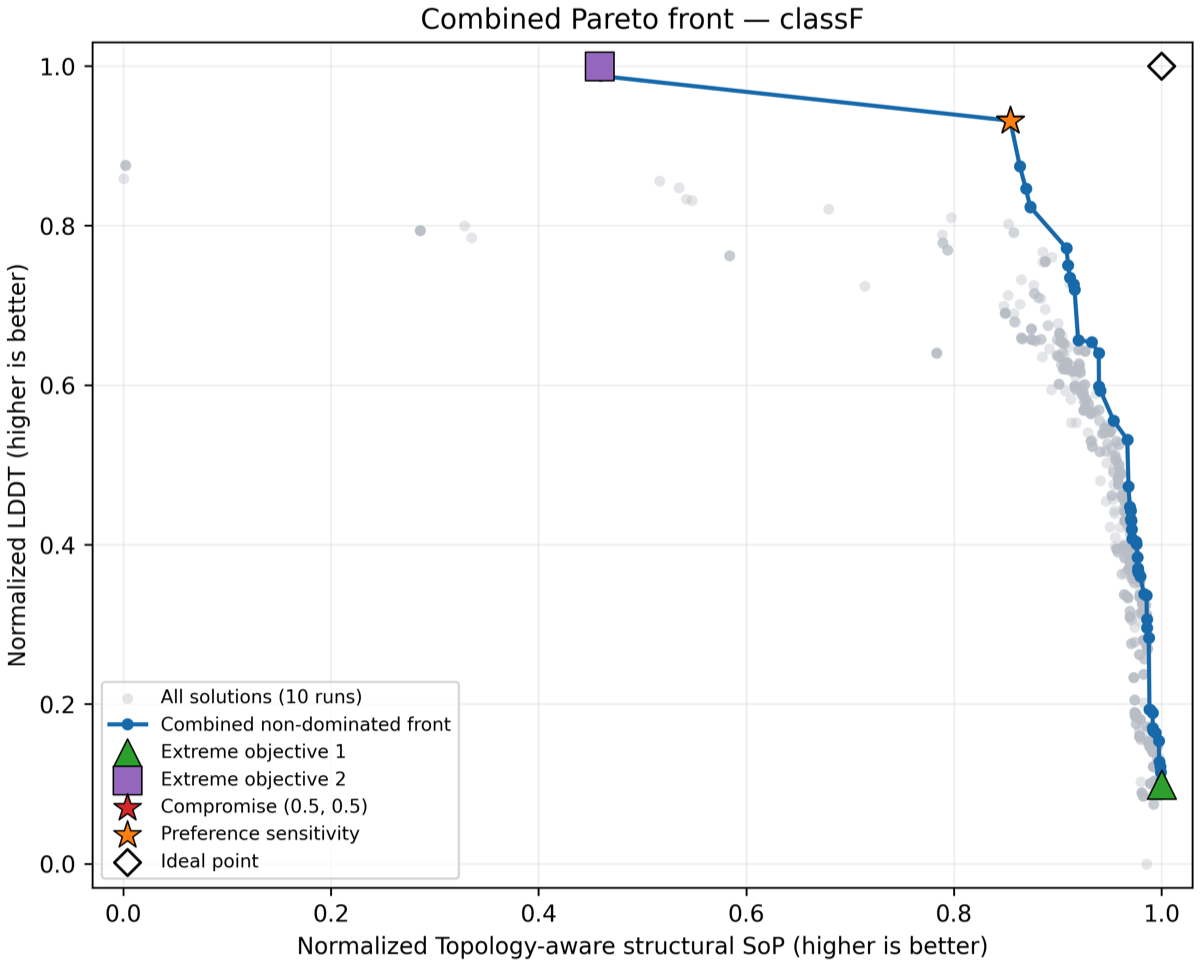 Combined Pareto front — classF
Normalized LDDT (higher is better)
1.0
0.8
0.6
0.4
0.2
0.0
All solutions (10 runs)
Combined non-dominated front
Extreme objective 1
Extreme objective 2
Compromise (0.5, 0.5)
Preference sensitivity
Ideal point
0.0 0.2 0.4 0.6 0.8 1.0
Normalized Topology-aware structural SoP (higher is better)